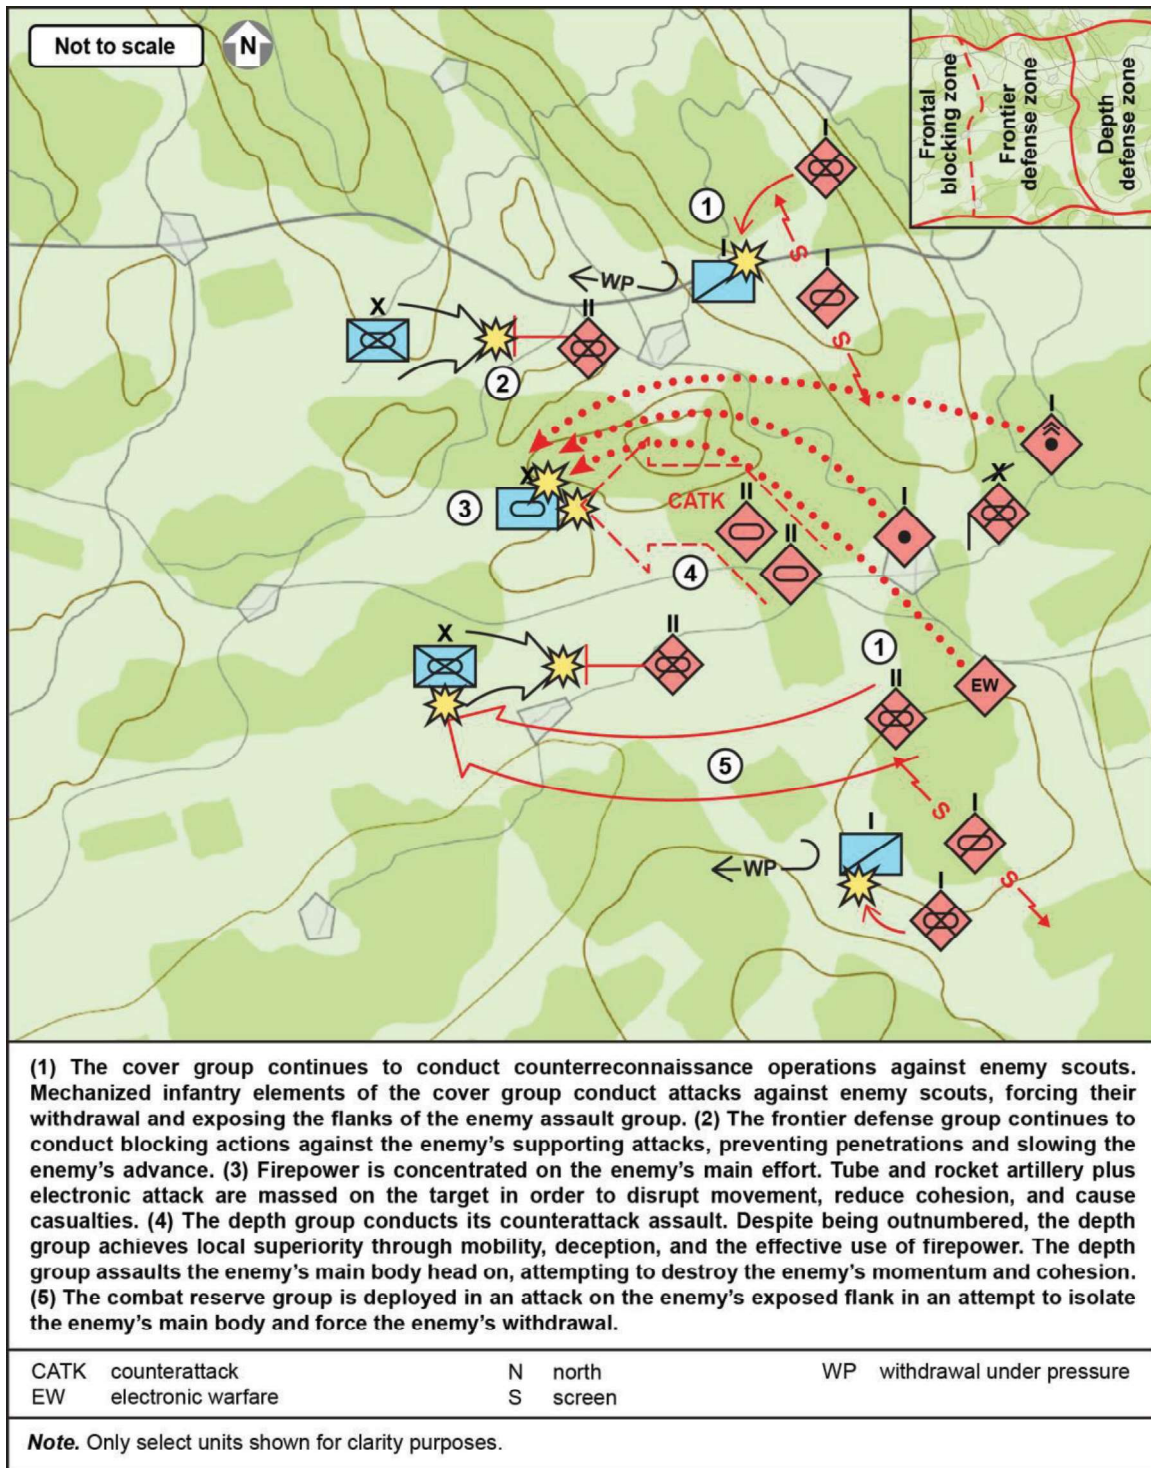 Not to scale
N
Frontal
blocking zone
Frontier
defense zone
Depth
defense zone
I
1
S
I
I
WP
X
II
2
S
I
X
3
X
CATK
II
II
I
4
X
II
1
II
EW
5
S
I
I
WP
S
I
(1) The cover group continues to conduct counterreconnaissance operations against enemy scouts.
Mechanized infantry elements of the cover group conduct attacks against enemy scouts, forcing their
withdrawal and exposing the flanks of the enemy assault group. (2) The frontier defense group continues to
conduct blocking actions against the enemy's supporting attacks, preventing penetrations and slowing the
enemy's advance. (3) Firepower is concentrated on the enemy's main effort. Tube and rocket artillery plus
electronic attack are massed on the target in order to disrupt movement, reduce cohesion, and cause
casualties. (4) The depth group conducts its counterattack assault. Despite being outnumbered, the depth
group achieves local superiority through mobility, deception, and the effective use of firepower. The depth
group assaults the enemy's main body head on, attempting to destroy the enemy's momentum and cohesion.
(5) The combat reserve group is deployed in an attack on the enemy's exposed flank in an attempt to isolate
the enemy's main body and force the enemy's withdrawal.
CATK counterattack
EW electronic warfare
N north
S screen
WP withdrawal under pressure
Note. Only select units shown for clarity purposes.